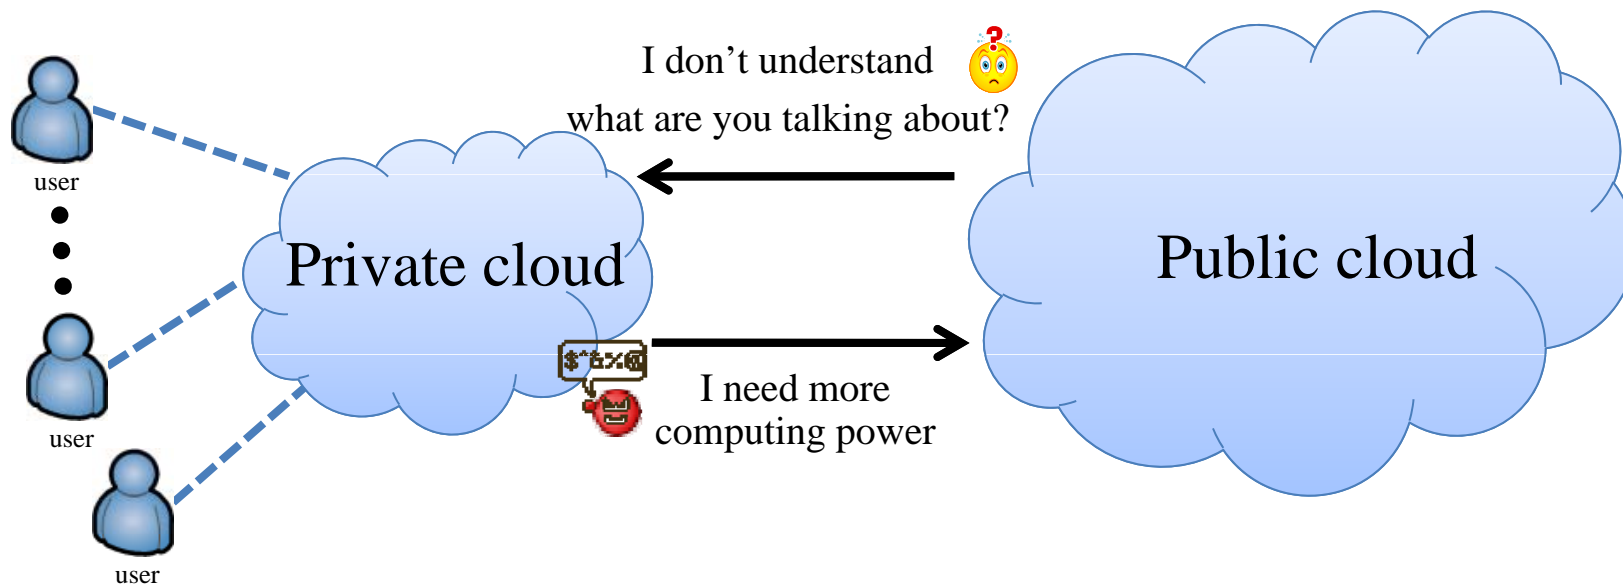 I don’t understand
what are you talking about?
user
Private cloud
Public cloud
$^&%@
I need more
computing power
user
user